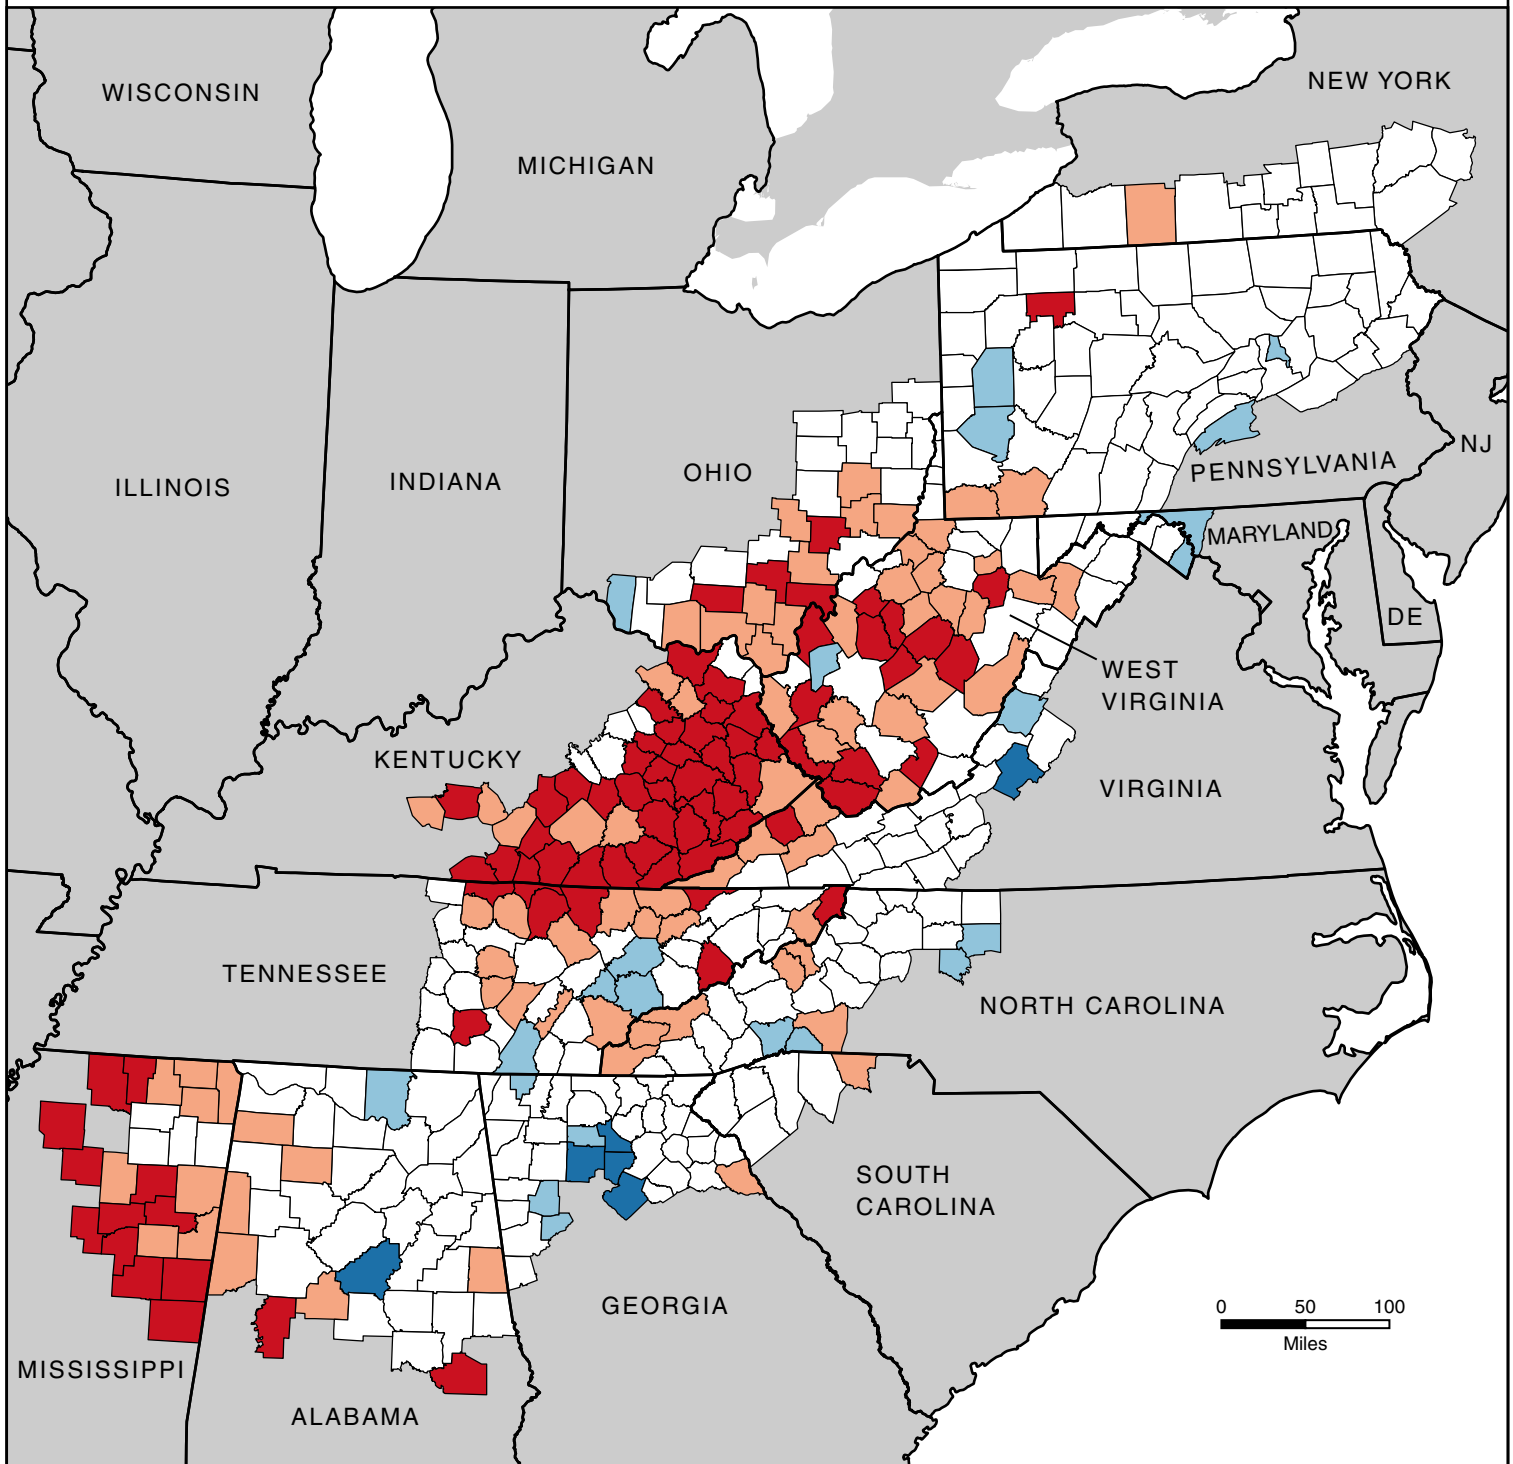 WISCONSIN
NEW YORK
MICHIGAN
ILLINOIS
INDIANA
OHIO
NJ
PENNSYLVANIA
MARYLAND
DE
WEST
VIRGINIA
KENTUCKY
VIRGINIA
TENNESSEE
NORTH CAROLINA
SOUTH
CAROLINA
GEORGIA
0 50 100
Miles
MISSISSIPPI
ALABAMA